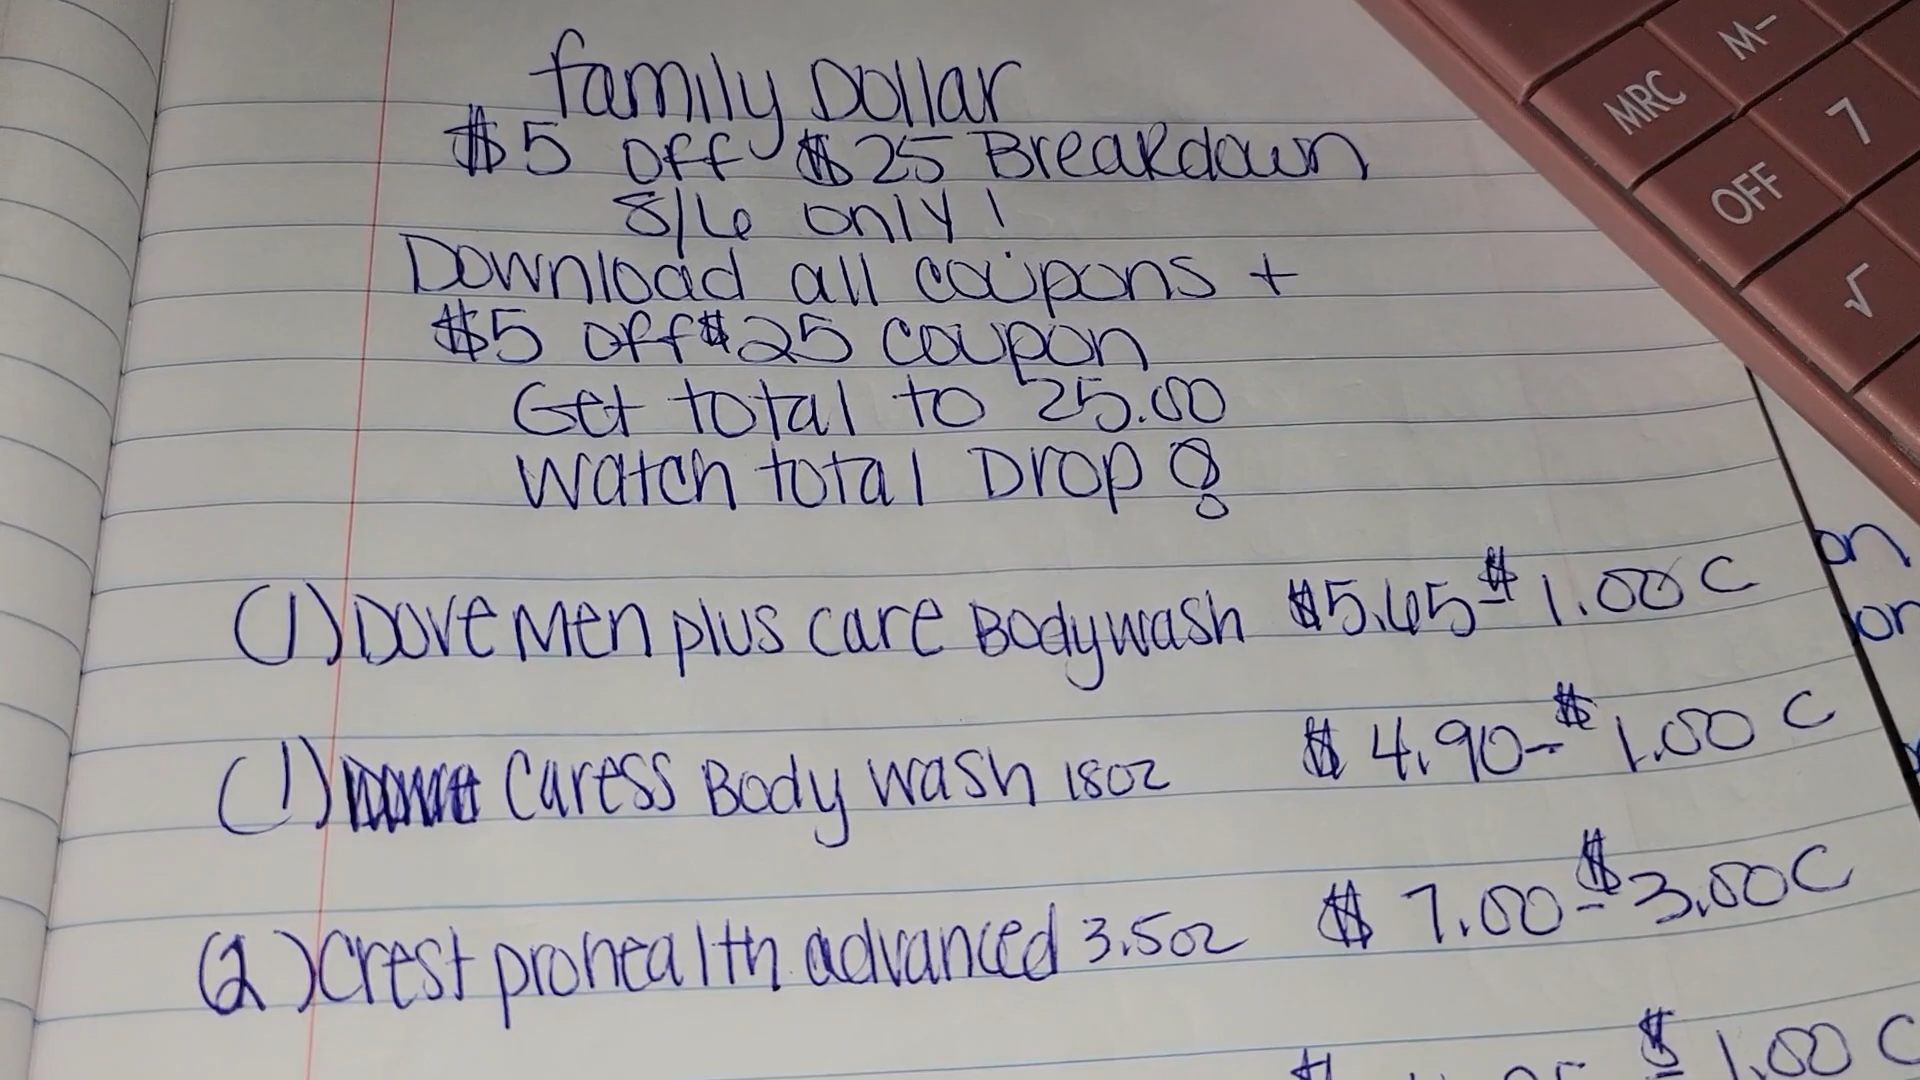 family Dollar
$5 off $25 Breakdown
8/6 only!
Download all coupons +
$5 off $25 coupon
Get total to 25.00
Watch total Drop!
(1) Dove Men plus care Bodywash $5.65 - $1.00 C
(1) Caress Body wash 18oz $4.90 - $1.00 C
(2) Crest prohealth advanced 3.5oz $7.00 - $3.00 C
$1.00 C
on
on
MRC
M-
OFF
7
√